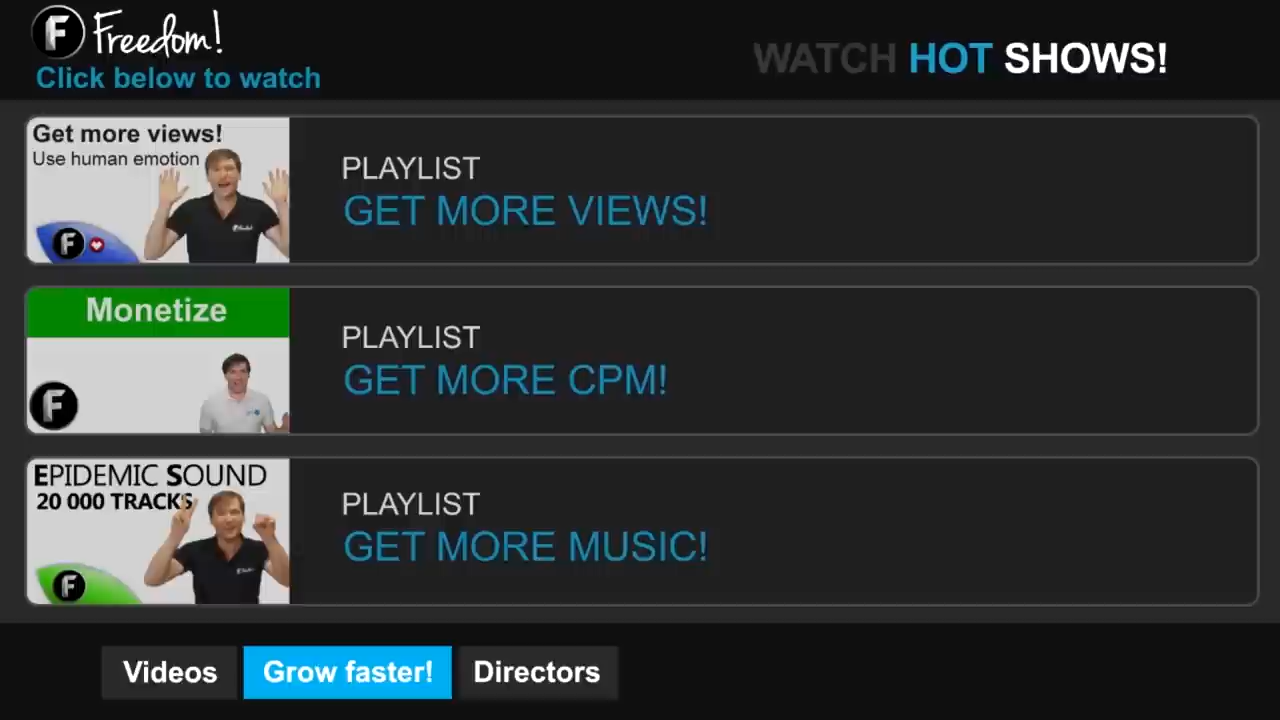 F Freedom!
Click below to watch
WATCH HOT SHOWS!
Get more views!
Use human emotion
F
PLAYLIST
GET MORE VIEWS!
Monetize
F
PLAYLIST
GET MORE CPM!
EPIDEMIC SOUND
20 000 TRACKS
F
PLAYLIST
GET MORE MUSIC!
Videos
Grow faster!
Directors